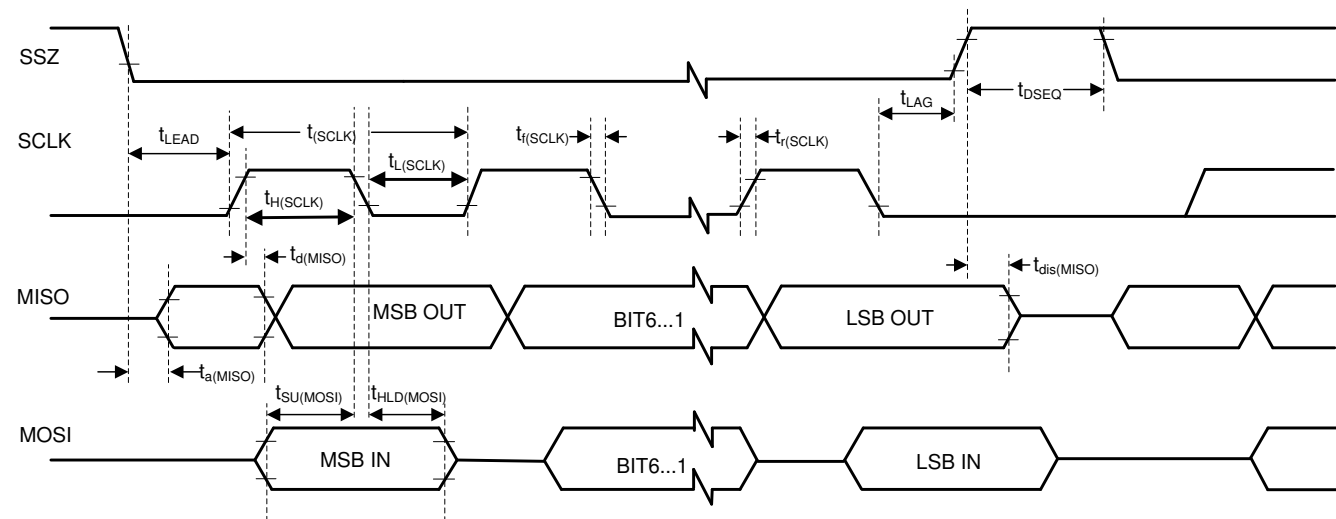 SSZ
tLAG
tDSEQ
SCLK
tLEAD
t(SCLK)
tf(SCLK)
tr(SCLK)
tL(SCLK)
tH(SCLK)
td(MISO)
tdis(MISO)
MISO
MSB OUT
BIT6...1
LSB OUT
ta(MISO)
tSU(MOSI)
tHLD(MOSI)
MOSI
MSB IN
BIT6...1
LSB IN